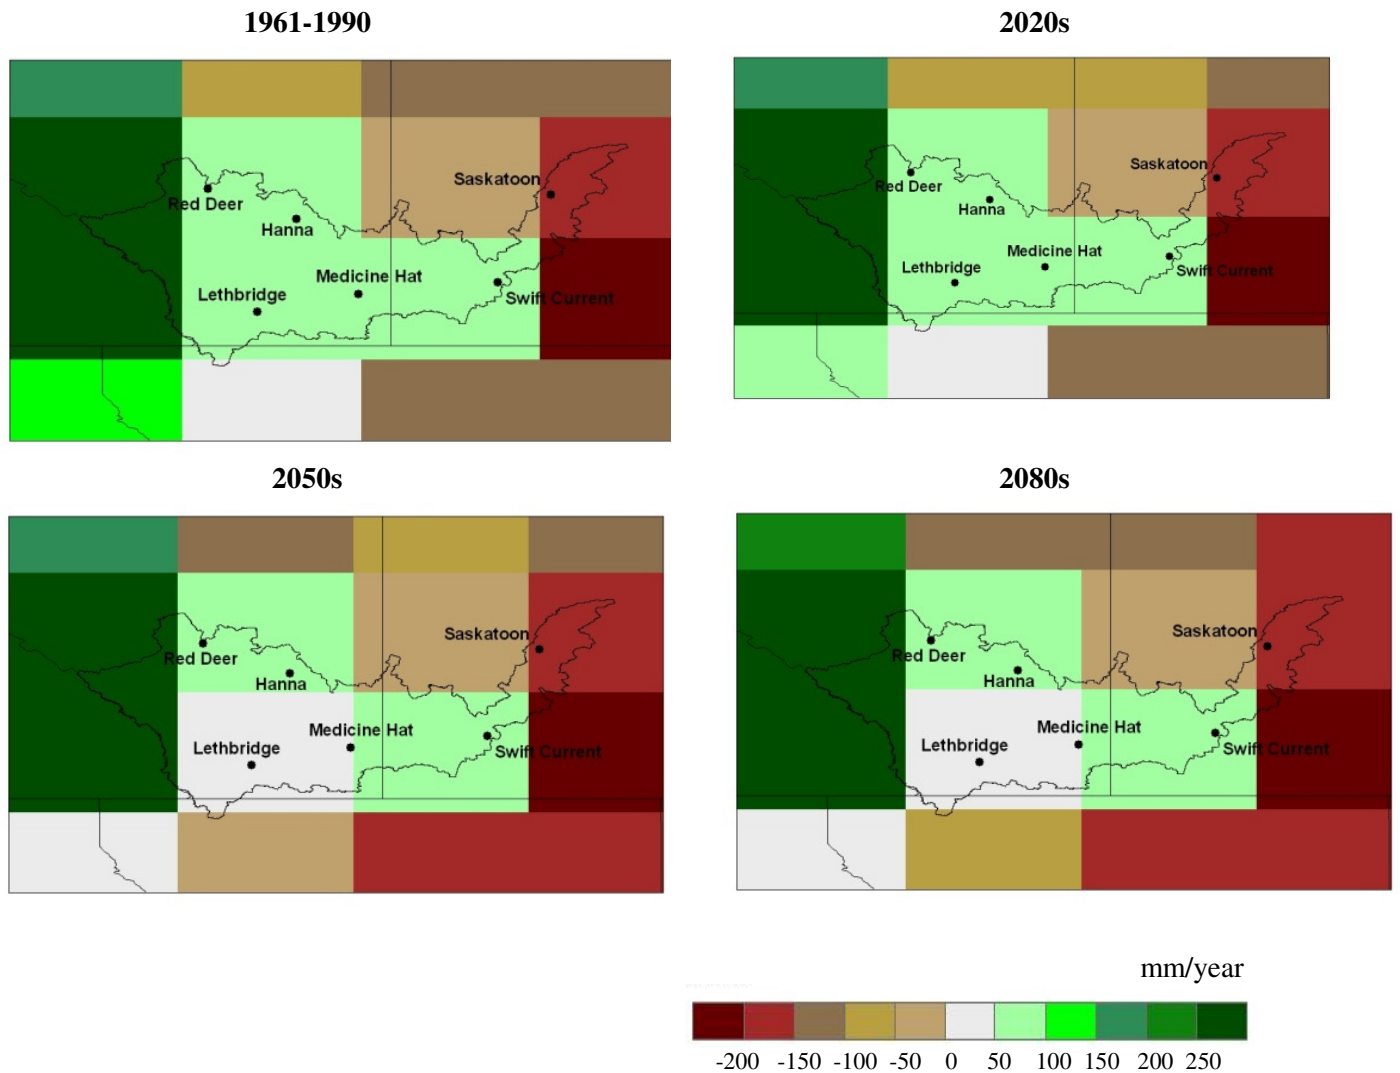 1961-1990
2020s
Saskatoon
Red Deer
Hanna
Medicine Hat
Lethbridge
Swift Current
Saskatoon
Red Deer
Hanna
Medicine Hat
Lethbridge
Swift Current
2050s
2080s
Saskatoon
Red Deer
Hanna
Medicine Hat
Lethbridge
Swift Current
Saskatoon
Red Deer
Hanna
Medicine Hat
Lethbridge
Swift Current
mm/year
-200 -150 -100 -50 0 50 100 150 200 250